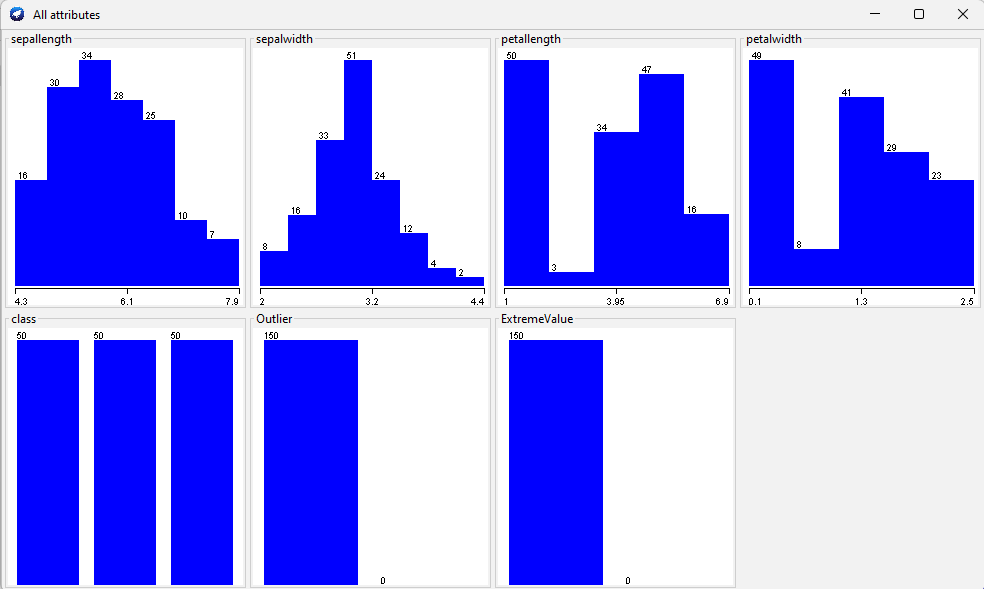 All attributes
sepallength
16 30 34 28 25 10 7
4.3 6.1 7.9
sepalwidth
8 16 33 51 24 12 4 2
2 3.2 4.4
petallength
50 3 34 47 16
1 3.95 6.9
petalwidth
49 8 41 29 23
0.1 1.3 2.5
class
50 50 50
Outlier
150 0
ExtremeValue
150 0